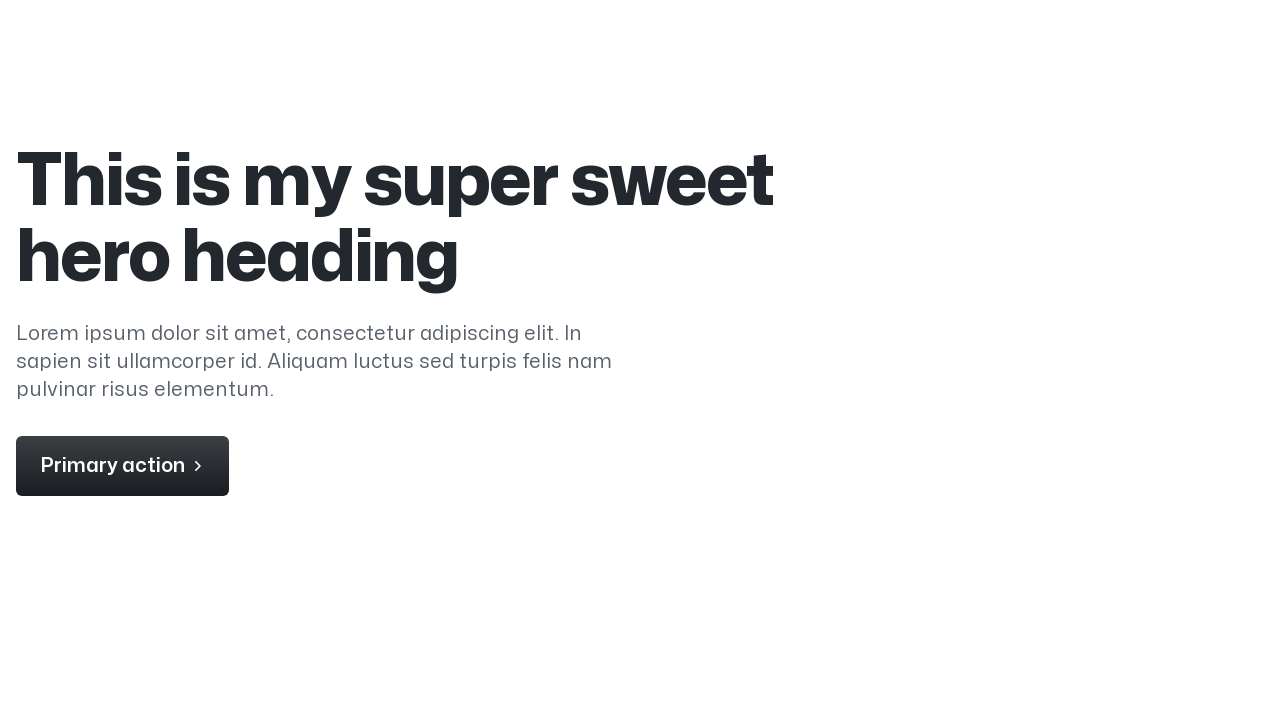 This is my super sweet
hero heading
Lorem ipsum dolor sit amet, consectetur adipiscing elit. In
sapien sit ullamcorper id. Aliquam luctus sed turpis felis nam
pulvinar risus elementum.
Primary action